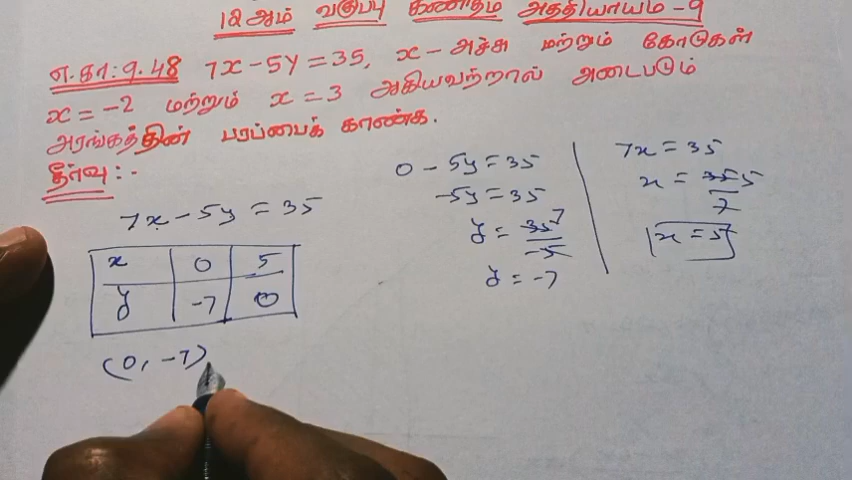 12ஆம் வகுப்பு கணிதம் அத்தியாயம் - 9
எ.கா: 9.48 7x - 5y = 35, x - அச்சு மற்றும் கோடுகள்
x = -2 மற்றும் x = 3 ஆகியவற்றால் அடைபடும்
அரங்கத்தின் பரப்பைக் காண்க.
தீர்வு:-
7x - 5y = 35
x 0 5
y -7 0
(0, -7)
0 - 5y = 35
-5y = 35
y = 35 7 / -5
y = -7
7x = 35
x = 35 5 / 7
x = 5